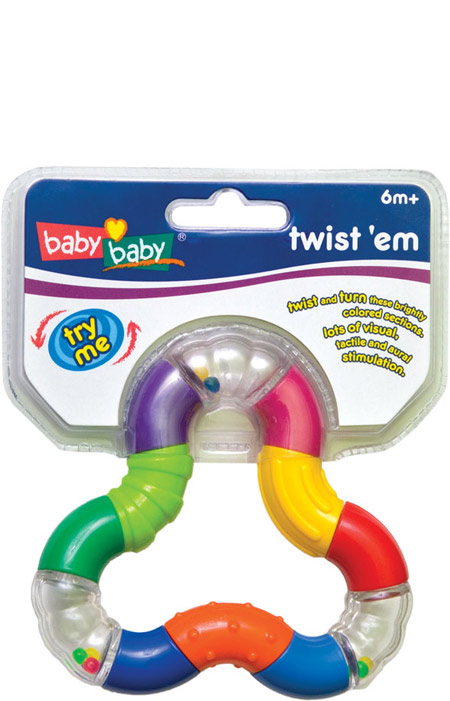 6m+
baby baby®
twist 'em
try
me
twist and turn these brightly
colored sections.
lots of visual,
tactile and aural
stimulation.